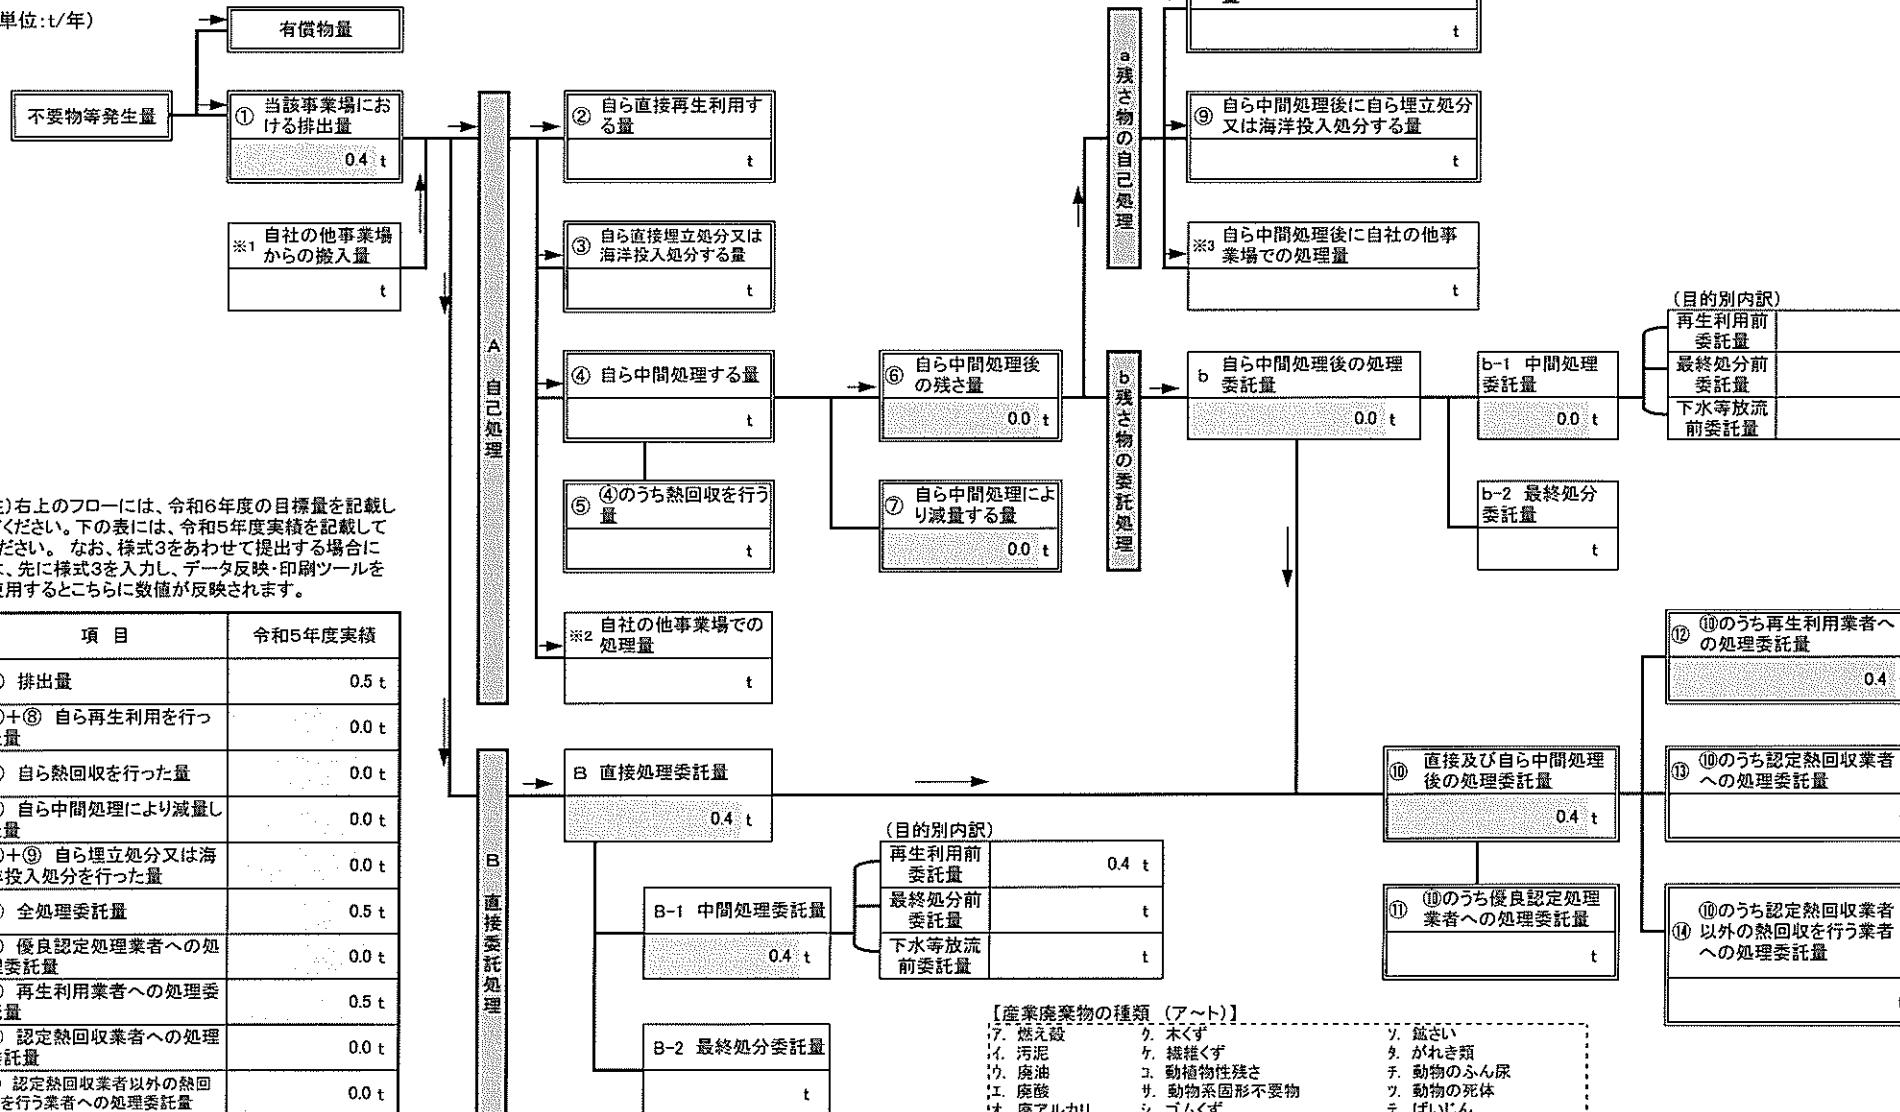 単位:t/年)
有償物量
不要物等発生量
① 当該事業場にお
ける排出量
0.4 t
※1 自社の他事業場
からの搬入量
t
A 自己処理
② 自ら直接再生利用す
る量
t
③ 自ら直接埋立処分又は
海洋投入処分する量
t
④ 自ら中間処理する量
t
⑤ ④のうち熱回収を行う
量
t
※2 自社の他事業場での
処理量
t
⑥ 自ら中間処理後
の残さ量
0.0 t
⑦ 自ら中間処理によ
り減量する量
0.0 t
a 残さ物の自己処理
t
⑨ 自ら中間処理後に自ら埋立処分
又は海洋投入処分する量
t
※3 自ら中間処理後に自社の他事
業場での処理量
t
b 残さ物の委託処理
b 自ら中間処理後の処理
委託量
0.0 t
b-1 中間処理
委託量
0.0 t
(目的別内訳)
再生利用前
委託量
最終処分前
委託量
下水等放流
前委託量
b-2 最終処分
委託量
t
)右上のフローには、令和6年度の目標量を記載し
ください。下の表には、令和5年度実績を記載して
ださい。 なお、様式3をあわせて提出する場合に
、先に様式3を入力し、データ反映・印刷ツールを
使用するとこちらに数値が反映されます。
項 目 令和5年度実績
) 排出量 0.5 t
)+⑧ 自ら再生利用を行っ
量 0.0 t
) 自ら熱回収を行った量 0.0 t
) 自ら中間処理により減量し
量 0.0 t
)+⑨ 自ら埋立処分又は海
投入処分を行った量 0.0 t
) 全処理委託量 0.5 t
) 優良認定処理業者への処
理委託量 0.0 t
) 再生利用業者への処理委
量 0.5 t
) 認定熱回収業者への処理
託量 0.0 t
認定熱回収業者以外の熱回
を行う業者への処理委託量 0.0 t
B 直接委託処理
B 直接処理委託量
0.4 t
B-1 中間処理委託量
0.4 t
(目的別内訳)
再生利用前
委託量 0.4 t
最終処分前
委託量 t
下水等放流
前委託量 t
B-2 最終処分委託量
t
⑩ 直接及び自ら中間処理
後の処理委託量
0.4 t
⑪ ⑩のうち優良認定処理
業者への処理委託量
t
⑫ ⑩のうち再生利用業者へ
の処理委託量
0.4
⑬ ⑩のうち認定熱回収業者
への処理委託量
⑭ ⑩のうち認定熱回収業者
以外の熱回収を行う業者
への処理委託量
【産業廃棄物の種類 (ア～ト)】
ア. 燃え殻 ク. 木くず ソ. 鉱さい
イ. 汚泥 ケ. 繊維くず タ. がれき類
ウ. 廃油 コ. 動植物性残さ チ. 動物のふん尿
エ. 廃酸 サ. 動物系固形不要物 ツ. 動物の死体
オ. 廃アルカリ シ. ゴムくず テ. ばいじん